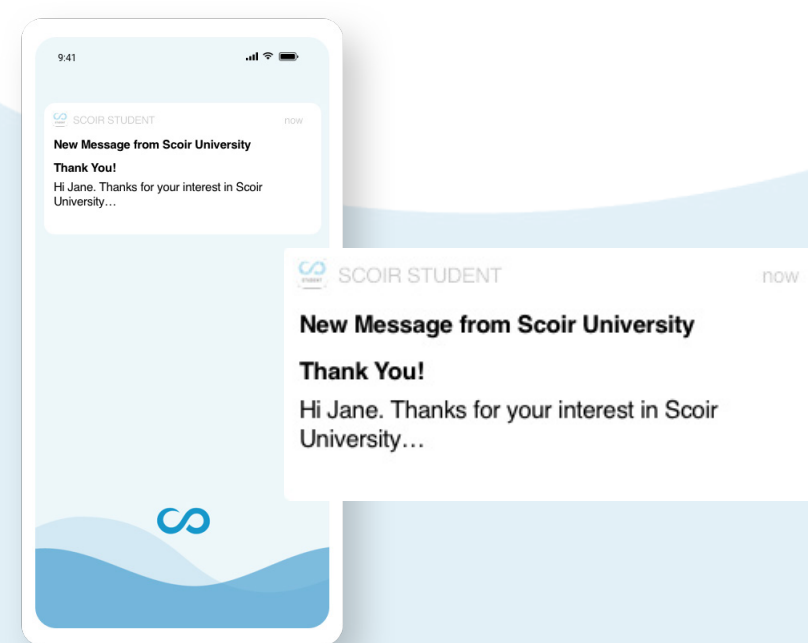 9:41
SCOIR STUDENT now
New Message from Scoir University
Thank You!
Hi Jane. Thanks for your interest in Scoir
University…
STUDENT
SCOIR STUDENT now
New Message from Scoir University
Thank You!
Hi Jane. Thanks for your interest in Scoir
University…